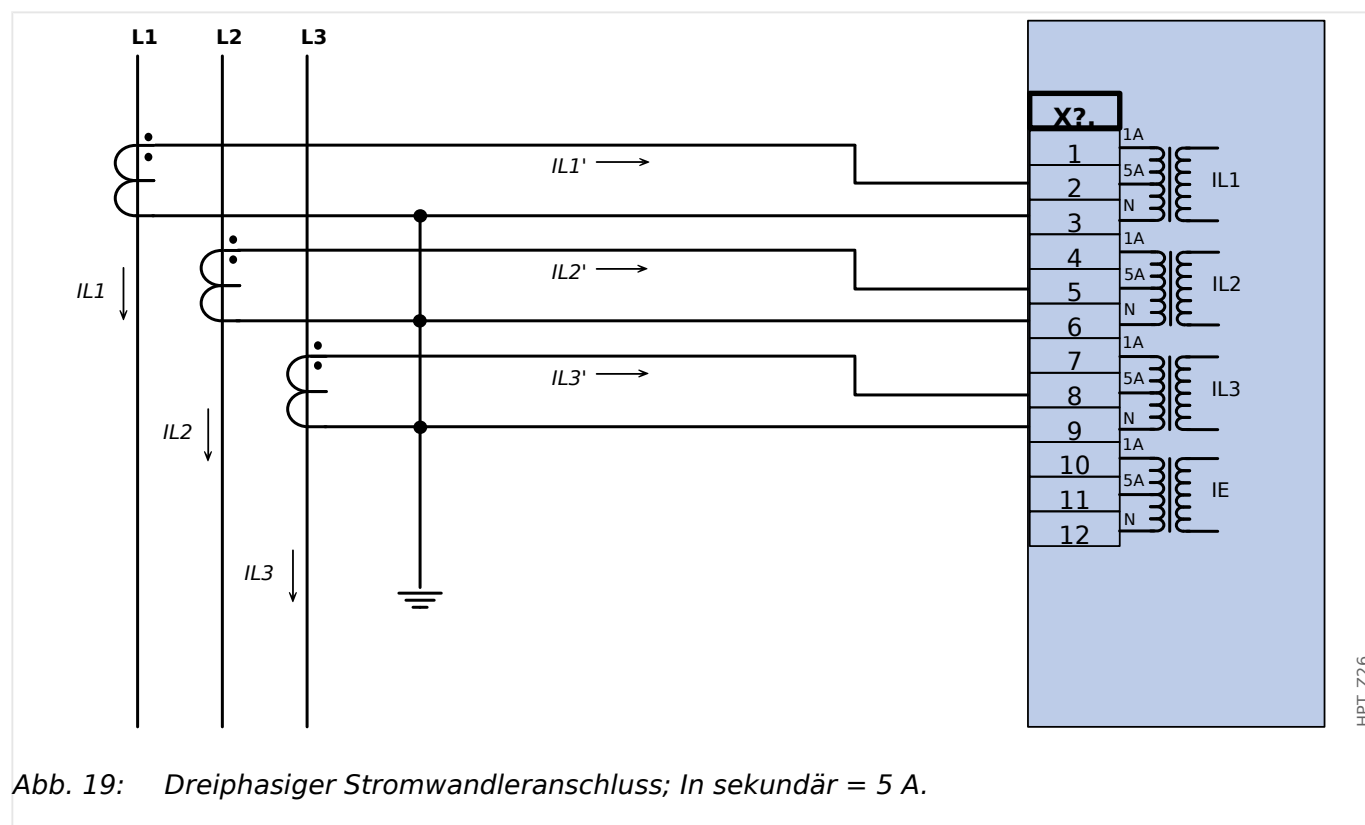 L1 L2 L3
X?.
1A
1
IL1'
5A
IL1
2
N
3
1A
4
5A
IL2'
IL2
IL1
5
N
6
1A
7
5A
IL3'
IL3
8
N
9
IL2
1A
10
5A
IE
11
N
12
IL3
HPT_Z26
Abb. 19: Dreiphasiger Stromwandleranschluss; In sekundär = 5 A.